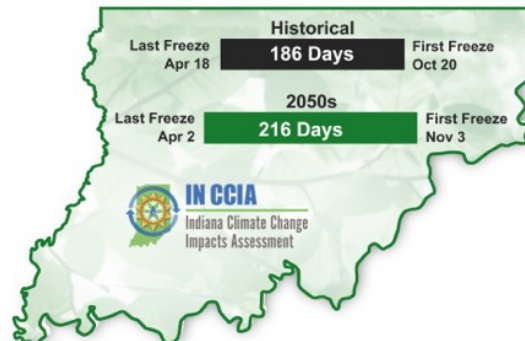 Historical
Last Freeze
Apr 18
186 Days
First Freeze
Oct 20
2050s
Last Freeze
Apr 2
216 Days
First Freeze
Nov 3
IN CCIA
Indiana Climate Change
Impacts Assessment